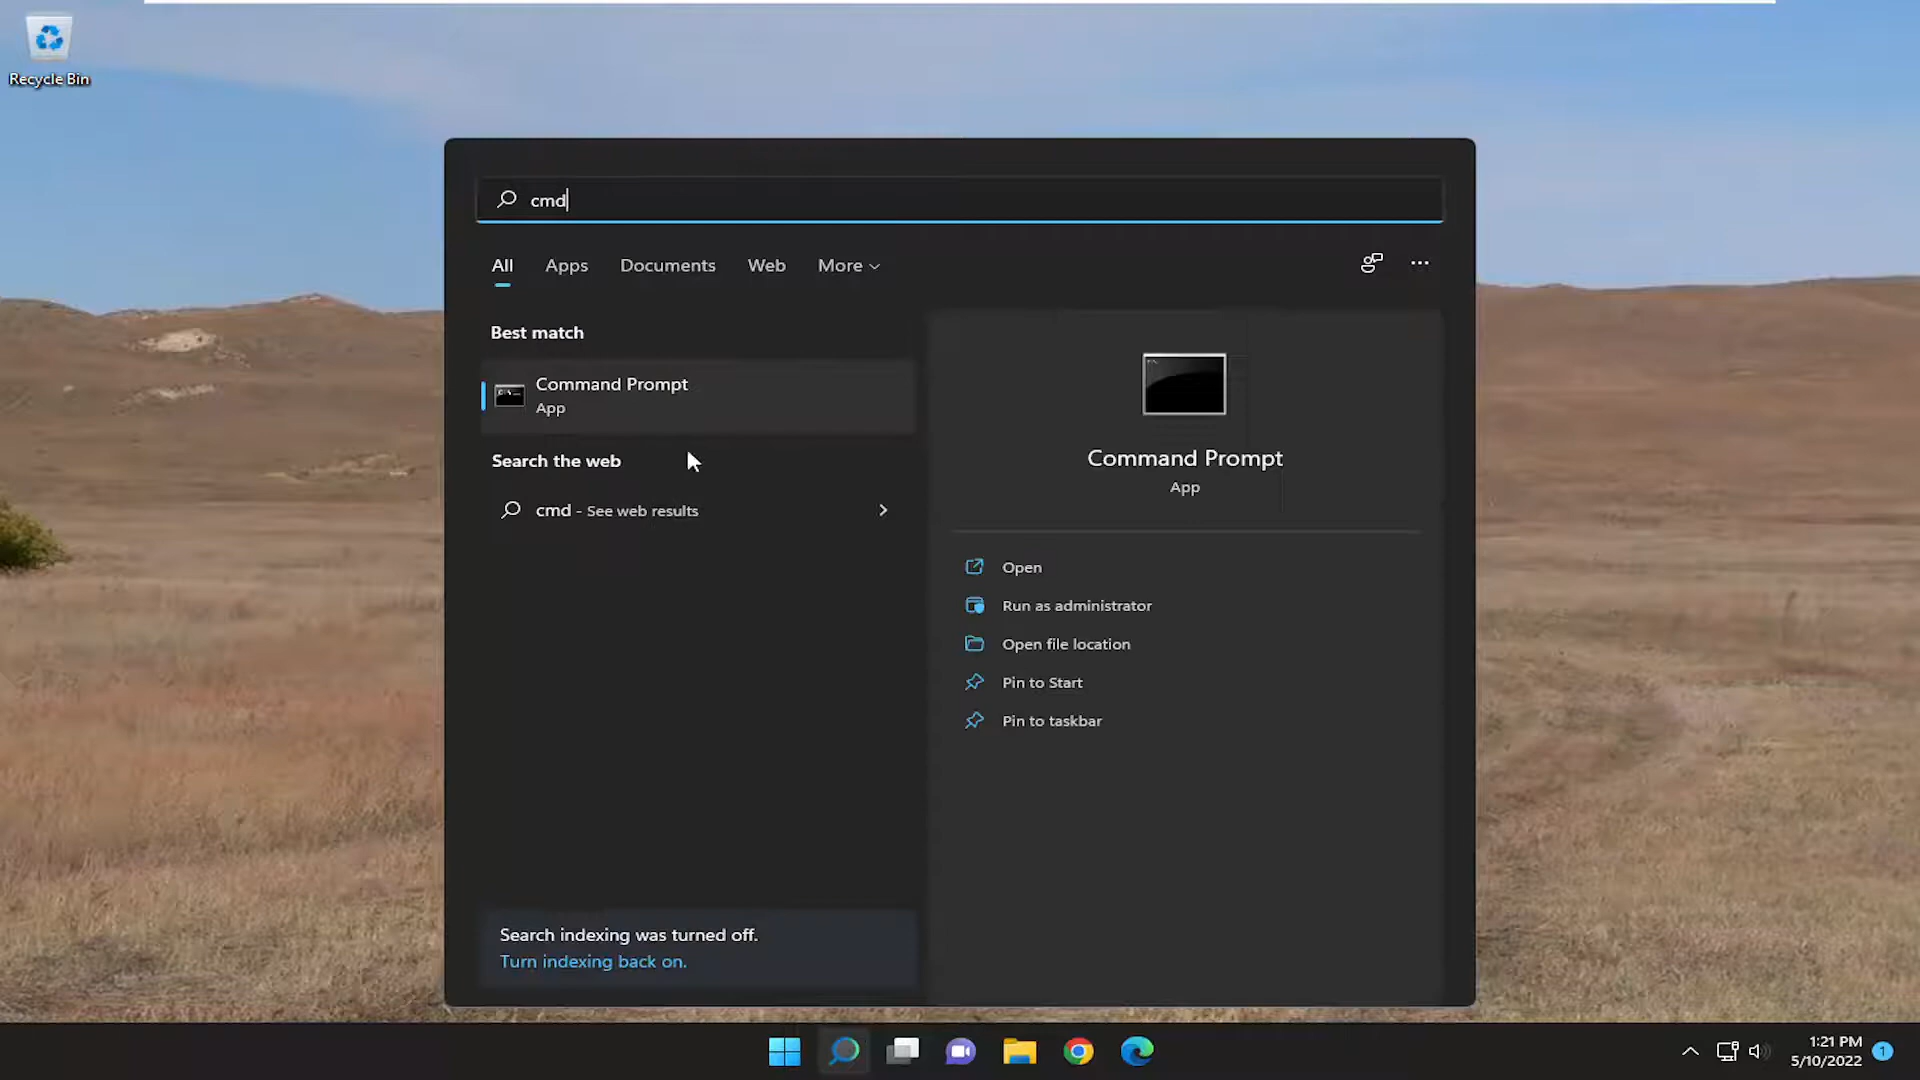 Recycle Bin
cmd
All Apps Documents Web More
Best match
Command Prompt
App
Search the web
cmd - See web results
Command Prompt
App
Open
Run as administrator
Open file location
Pin to Start
Pin to taskbar
Search indexing was turned off.
Turn indexing back on.
1:21 PM
5/10/2022
1